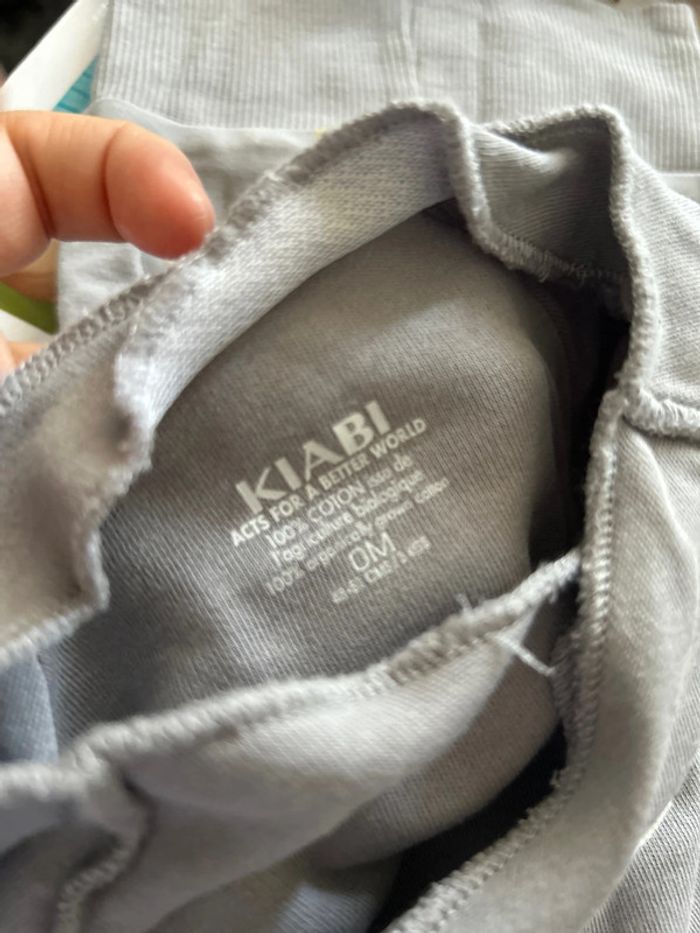 KIABI
ACTS FOR A BETTER WORLD
100% COTON issu de
l'agriculture biologique
100% organically grown cotton
0M